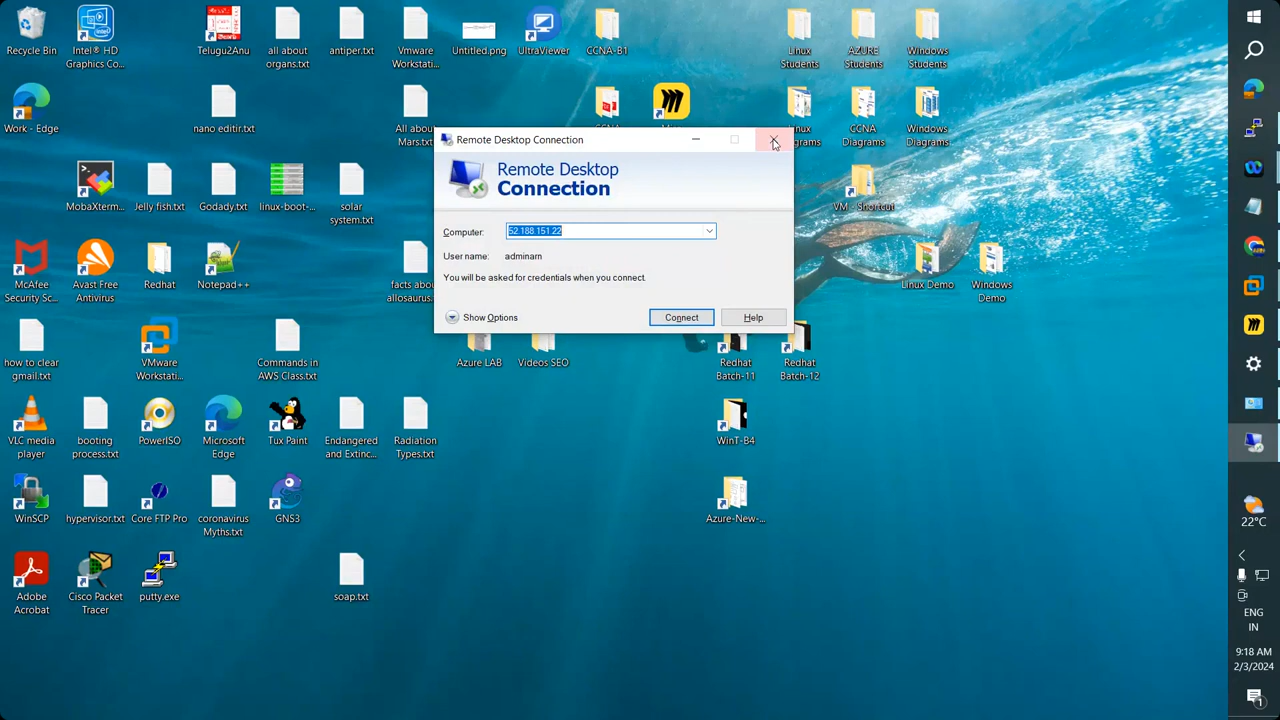 Recycle Bin
Intel® HD
Graphics Co...
Telugu2Anu
all about
organs.txt
antiper.txt
Vmware
Workstati...
Untitled.png
UltraViewer
CCNA-B1
Linux
Students
AZURE
Students
Windows
Students
Work - Edge
nano editir.txt
All about
Mars.txt
CCNA
Diagrams
Windows
Diagrams
MobaXterm...
Jelly fish.txt
Godady.txt
linux-boot-...
solar
system.txt
VM - Shortcut
Remote Desktop Connection
Remote Desktop
Connection
Computer:
52.188.151.22
User name:
adminarn
You will be asked for credentials when you connect.
Show Options
Connect
Help
McAfee
Security Sc...
Avast Free
Antivirus
Redhat
Notepad++
facts abou
allosaurus.
Linux Demo
Windows
Demo
how to clear
gmail.txt
VMware
Workstati...
Commands in
AWS Class.txt
Azure LAB
Videos SEO
Redhat
Batch-11
Redhat
Batch-12
VLC media
player
booting
process.txt
PowerISO
Microsoft
Edge
Tux Paint
Endangered
and Extinc...
Radiation
Types.txt
WinT-B4
WinSCP
hypervisor.txt
Core FTP Pro
coronavirus
Myths.txt
GNS3
Azure-New-...
Adobe
Acrobat
Cisco Packet
Tracer
putty.exe
soap.txt
22°C
ENG
IN
9:18 AM
2/3/2024
1